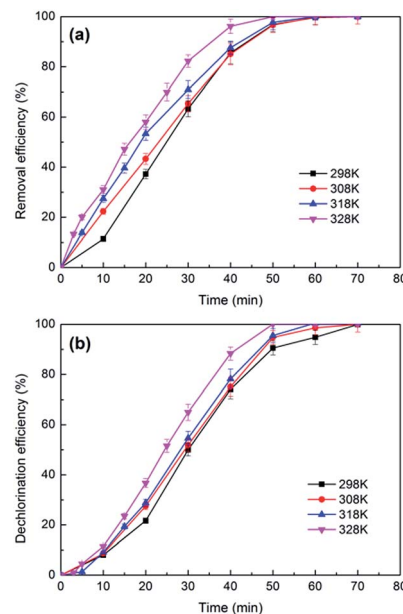 (a)
Removal efficiency (%)
100
80
60
40
20
0
298K
308K
318K
328K
0 10 20 30 40 50 60 70 80
Time (min)
(b)
Dechlorination efficiency (%)
100
80
60
40
20
0
298K
308K
318K
328K
0 10 20 30 40 50 60 70 80
Time (min)